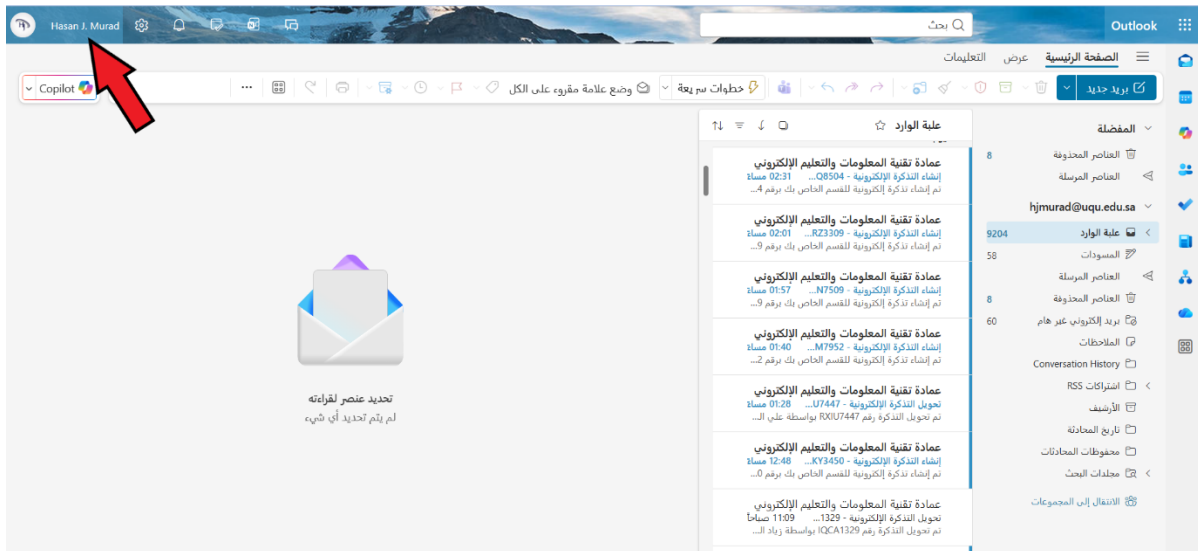 Outlook
بحث
Hasan J. Murad
الصفحة الرئيسية
عرض
التعليمات
بريد جديد
خطوات سريعة
وضع علامة مقروء على الكل
Copilot
المفضلة
العناصر المحذوفة 8
العناصر المرسلة
hjmurad@uqu.edu.sa
علبة الوارد 9204
المسودات 58
العناصر المرسلة
العناصر المحذوفة 8
بريد إلكتروني غير هام 60
الملاحظات
Conversation History
اشتراكات RSS
الأرشيف
تاريخ المحادثة
محفوظات المحادثات
مجلدات البحث
الانتقال إلى المجموعات
علبة الوارد
عمادة تقنية المعلومات والتعليم الإلكتروني
إنشاء التذكرة الإلكترونية - Q8504... 02:31 مساءً
تم إنشاء تذكرة إلكترونية للقسم الخاص بك برقم 4...
عمادة تقنية المعلومات والتعليم الإلكتروني
إنشاء التذكرة الإلكترونية - RZ3309... 02:01 مساءً
تم إنشاء تذكرة إلكترونية للقسم الخاص بك برقم 9...
عمادة تقنية المعلومات والتعليم الإلكتروني
إنشاء التذكرة الإلكترونية - N7509... 01:57 مساءً
تم إنشاء تذكرة إلكترونية للقسم الخاص بك برقم 9...
عمادة تقنية المعلومات والتعليم الإلكتروني
إنشاء التذكرة الإلكترونية - M7952... 01:40 مساءً
تم إنشاء تذكرة إلكترونية للقسم الخاص بك برقم 2...
عمادة تقنية المعلومات والتعليم الإلكتروني
تحويل التذكرة الإلكترونية - U7447... 01:28 مساءً
تم تحويل التذكرة رقم RXIU7447 بواسطة علي الـ...
عمادة تقنية المعلومات والتعليم الإلكتروني
إنشاء التذكرة الإلكترونية - KY3450... 12:48 مساءً
تم إنشاء تذكرة إلكترونية للقسم الخاص بك برقم 0...
عمادة تقنية المعلومات والتعليم الإلكتروني
تحويل التذكرة الإلكترونية - 1329... 11:09 صباحاً
تم تحويل التذكرة رقم IQCA1329 بواسطة زياد الـ...
تحديد عنصر لقراءته
لم يتم تحديد أي شيء